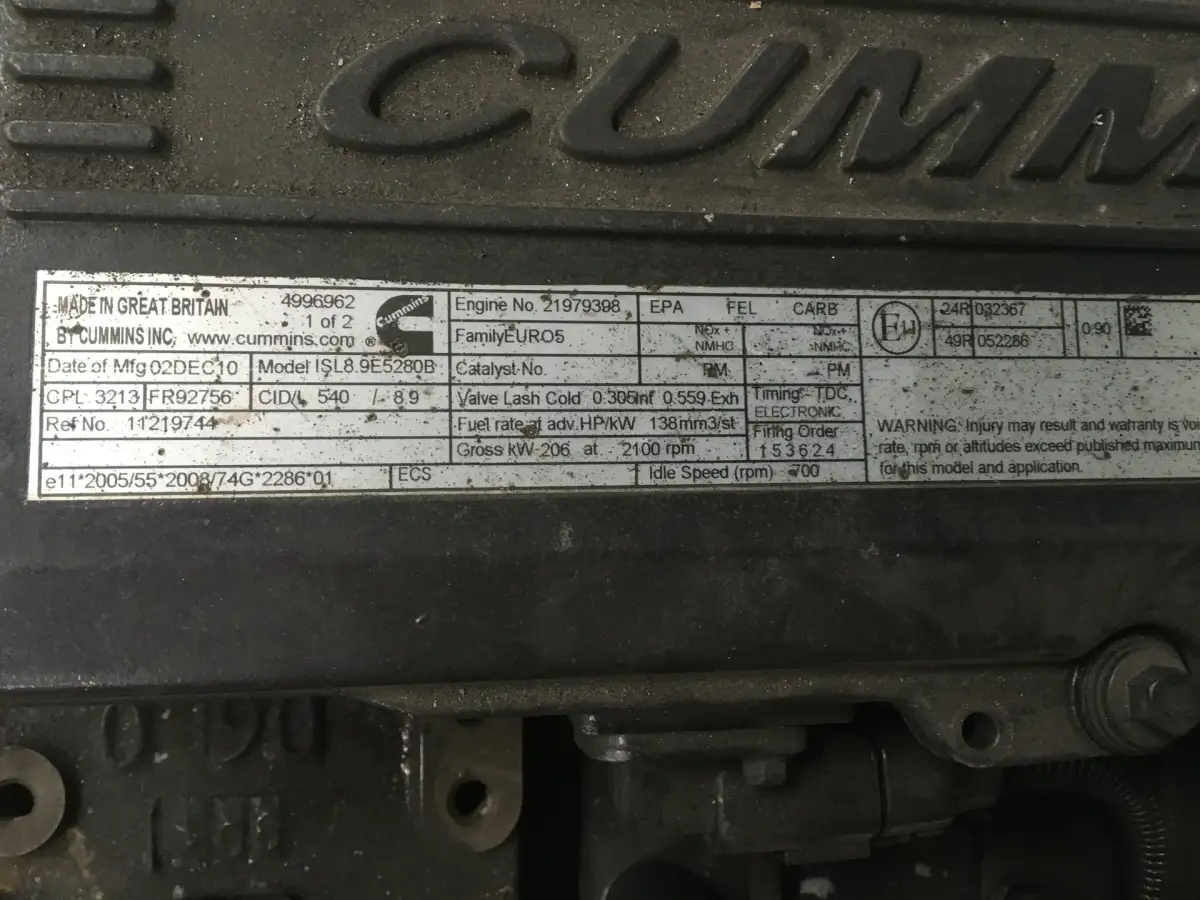 CUMM
MADE IN GREAT BRITAIN 4996962
1 of 2
BY CUMMINS INC. www.cummins.com ®
Cummins
Engine No. 21979398
EPA FEL CARB
E11
24R 032367
49R 052286
0.90
Family EURO5
NOx + NMHC
NOx + NMHC
Date of Mfg 02DEC10 Model ISL8.9E5280B
Catalyst No.
PM
PM
CPL 3213 FR92756 CID/L 540 / 8.9
Valve Lash Cold 0.305Int 0.559 Exh
Timing - TDC
ELECTRONIC
Ref No. 11219744
Fuel rate at adv.HP/kW 138mm3/st
Firing Order
1 5 3 6 2 4
Gross kW 206 at 2100 rpm
WARNING: Injury may result and warranty is
rate, rpm or altitudes exceed published maximum
for this model and application.
e11*2005/55*2008/74G*2286*01
ECS
Idle Speed (rpm) 700